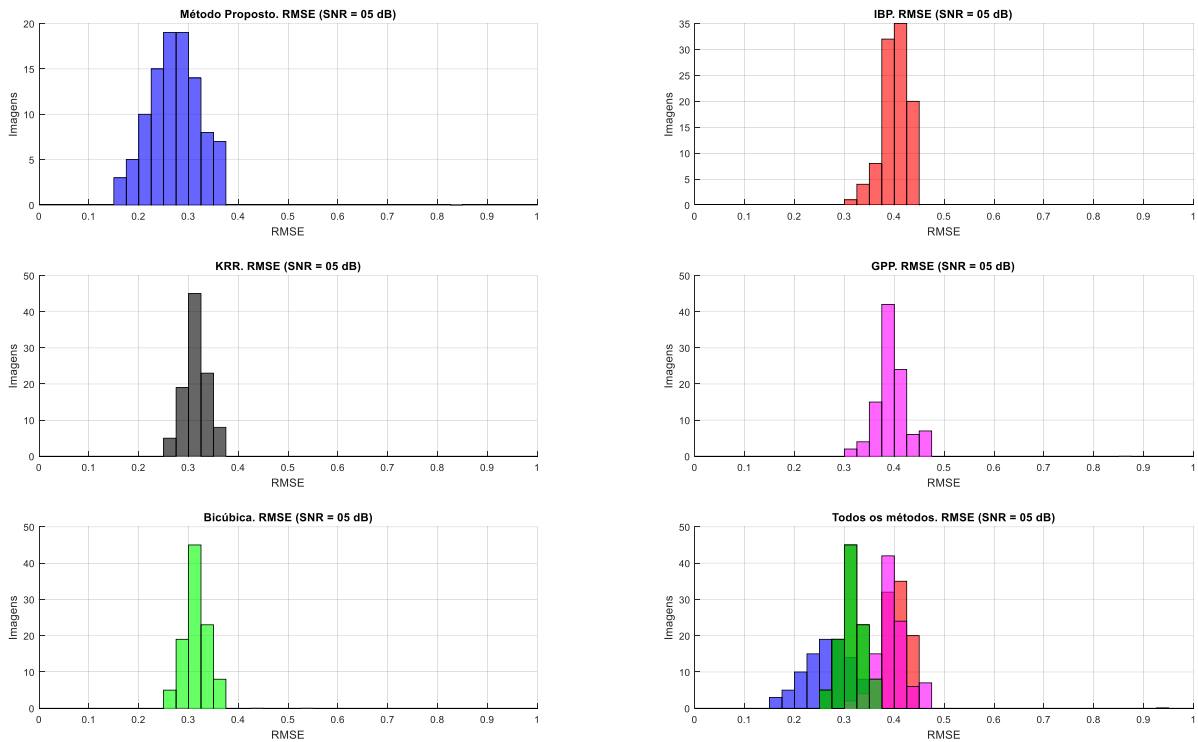 Método Proposto. RMSE (SNR = 05 dB)
20
15
10
5
0
Imagens
0 0.1 0.2 0.3 0.4 0.5 0.6 0.7 0.8 0.9 1
RMSE
IBP. RMSE (SNR = 05 dB)
35
30
25
20
15
10
5
0
Imagens
0 0.1 0.2 0.3 0.4 0.5 0.6 0.7 0.8 0.9 1
RMSE
KRR. RMSE (SNR = 05 dB)
50
40
30
20
10
0
Imagens
0 0.1 0.2 0.3 0.4 0.5 0.6 0.7 0.8 0.9 1
RMSE
GPP. RMSE (SNR = 05 dB)
50
40
30
20
10
0
Imagens
0 0.1 0.2 0.3 0.4 0.5 0.6 0.7 0.8 0.9 1
RMSE
Bicúbica. RMSE (SNR = 05 dB)
50
40
30
20
10
0
Imagens
0 0.1 0.2 0.3 0.4 0.5 0.6 0.7 0.8 0.9 1
RMSE
Todos os métodos. RMSE (SNR = 05 dB)
50
40
30
20
10
0
Imagens
0 0.1 0.2 0.3 0.4 0.5 0.6 0.7 0.8 0.9 1
RMSE